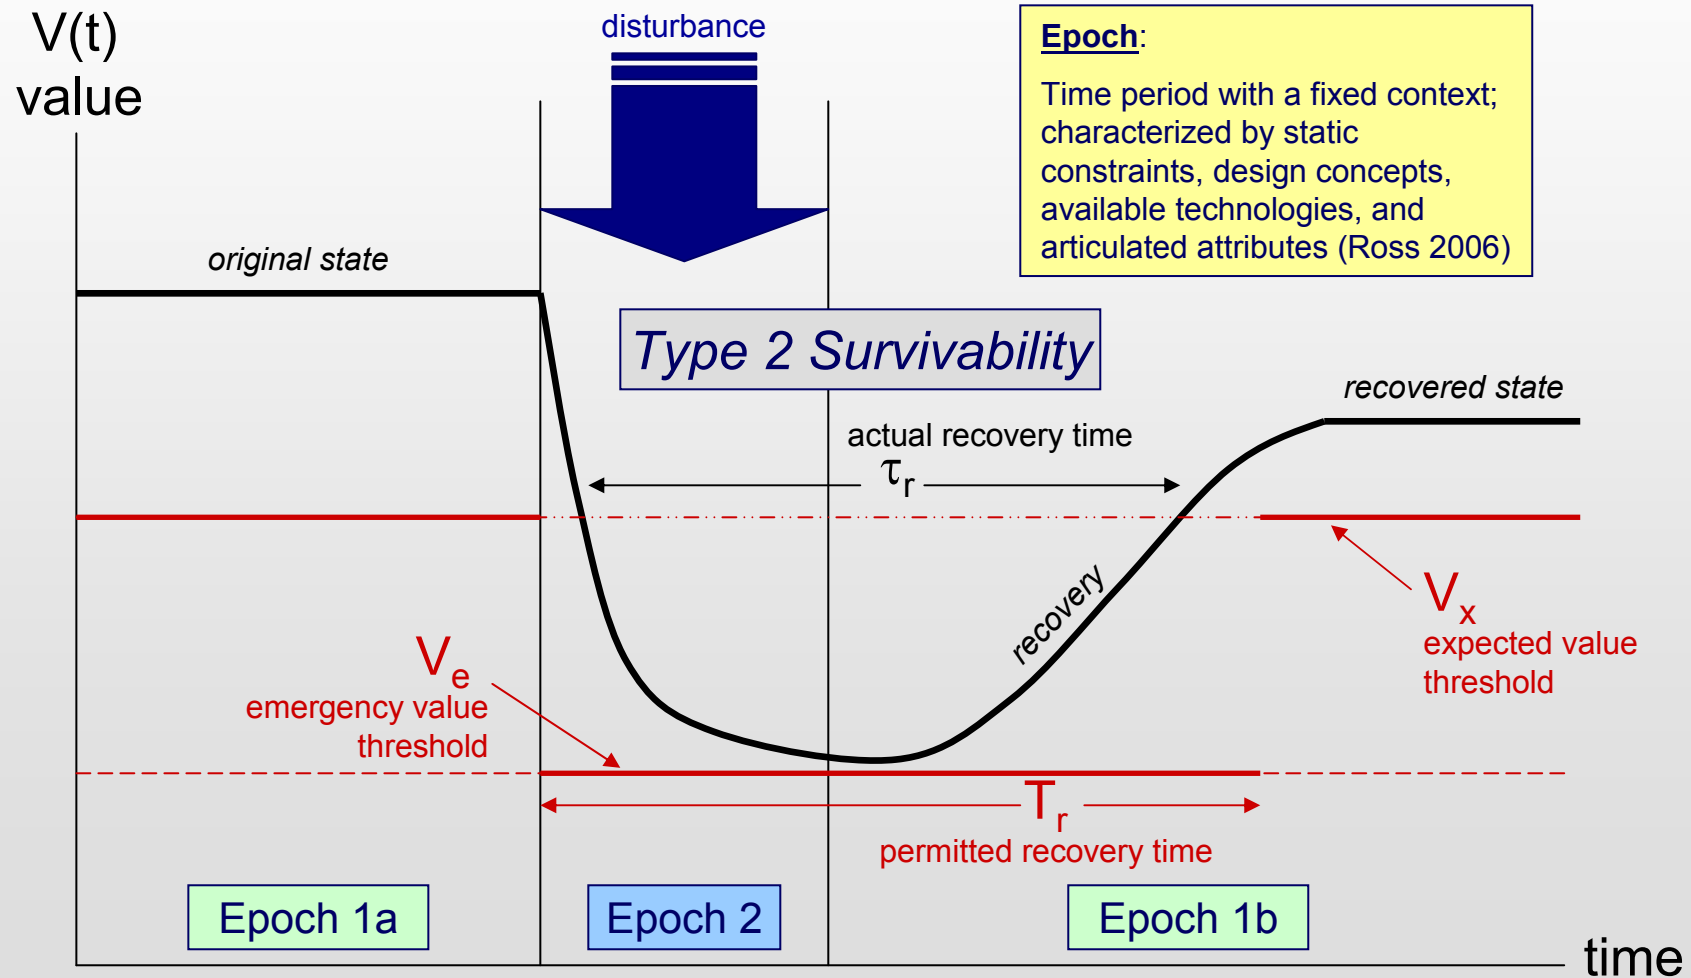 V(t)
value
disturbance
Epoch:
Time period with a fixed context;
characterized by static
constraints, design concepts,
available technologies, and
articulated attributes (Ross 2006)
original state
Type 2 Survivability
recovered state
actual recovery time
τr
recovery
Vx
expected value
threshold
Ve
emergency value
threshold
Tr
permitted recovery time
Epoch 1a
Epoch 2
Epoch 1b
time